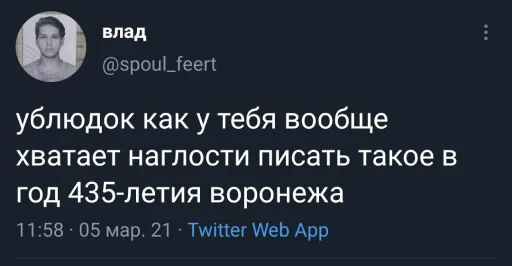 влад
@spoul_feert
ублюдок как у тебя вообще
хватает наглости писать такое в
год 435-летия воронежа
11:58 · 05 мар. 21 · Twitter Web App